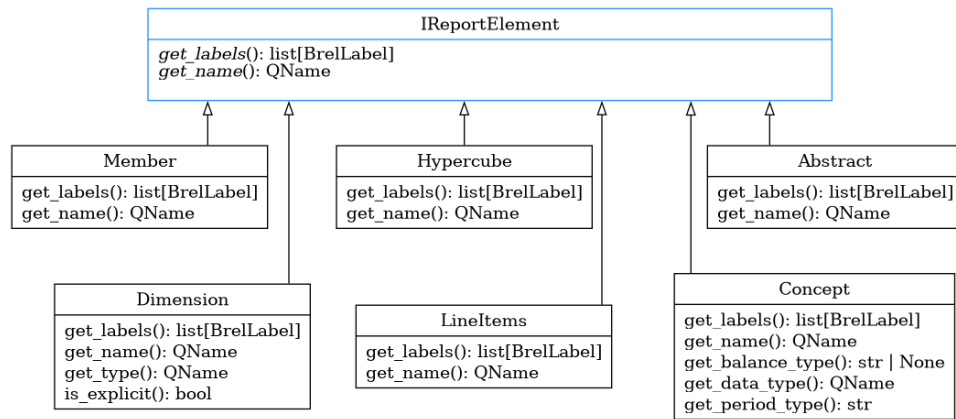 IReportElement
get_labels(): list[BrelLabel]
get_name(): QName
Member
get_labels(): list[BrelLabel]
get_name(): QName
Hypercube
get_labels(): list[BrelLabel]
get_name(): QName
Abstract
get_labels(): list[BrelLabel]
get_name(): QName
Dimension
get_labels(): list[BrelLabel]
get_name(): QName
get_type(): QName
is_explicit(): bool
LineItems
get_labels(): list[BrelLabel]
get_name(): QName
Concept
get_labels(): list[BrelLabel]
get_name(): QName
get_balance_type(): str | None
get_data_type(): QName
get_period_type(): str